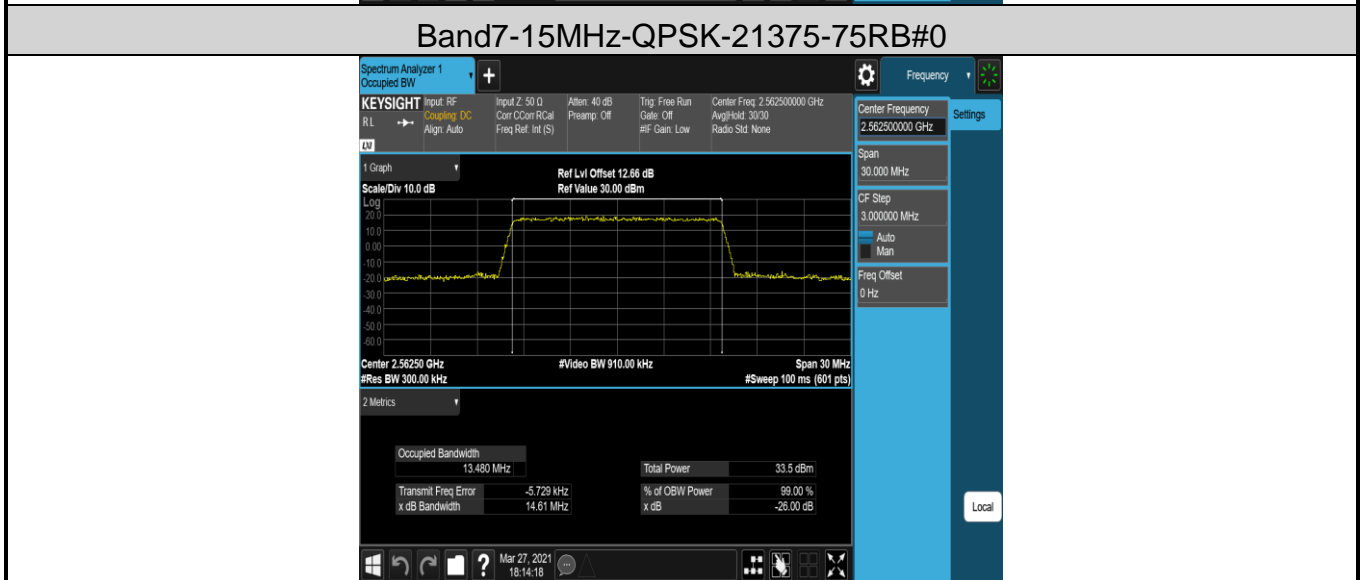 Band7-15MHz-QPSK-21375-75RB#0
Spectrum Analyzer 1
Occupied BW
+
Frequency
KEYSIGHT
RL
LXI
Input: RF
Coupling: DC
Align: Auto
Input Z: 50 Ω
Corr CCorr RCal
Freq Ref: Int (S)
Atten: 40 dB
Preamp: Off
Trig: Free Run
Gate: Off
#IF Gain: Low
Center Freq: 2.562500000 GHz
Avg|Hold: 30/30
Radio Std: None
Center Frequency
2.562500000 GHz
Settings
Span
30.000 MHz
CF Step
3.000000 MHz
Auto
Man
Freq Offset
0 Hz
Local
1 Graph
Scale/Div 10.0 dB
Ref Lvl Offset 12.66 dB
Ref Value 30.00 dBm
Log
20.0
10.0
0.00
-10.0
-20.0
-30.0
-40.0
-50.0
-60.0
Center 2.56250 GHz
#Video BW 910.00 kHz
Span 30 MHz
#Res BW 300.00 kHz
#Sweep 100 ms (601 pts)
2 Metrics
Occupied Bandwidth
13.480 MHz
Total Power 33.5 dBm
Transmit Freq Error -5.729 kHz
% of OBW Power 99.00 %
x dB Bandwidth 14.61 MHz
x dB -26.00 dB
?
Mar 27, 2021
18:14:18